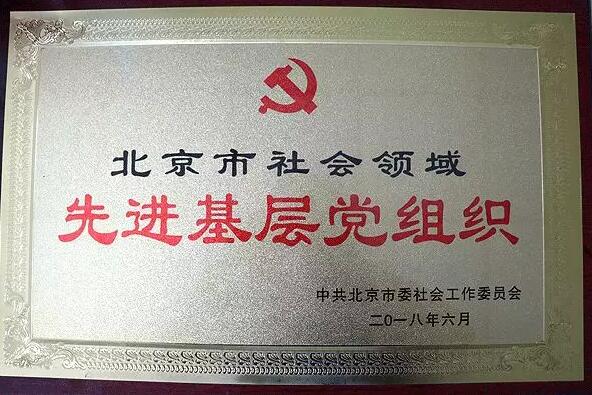 北京市社会领域
先进基层党组织
中共北京市委社会工作委员会
二〇一八年六月